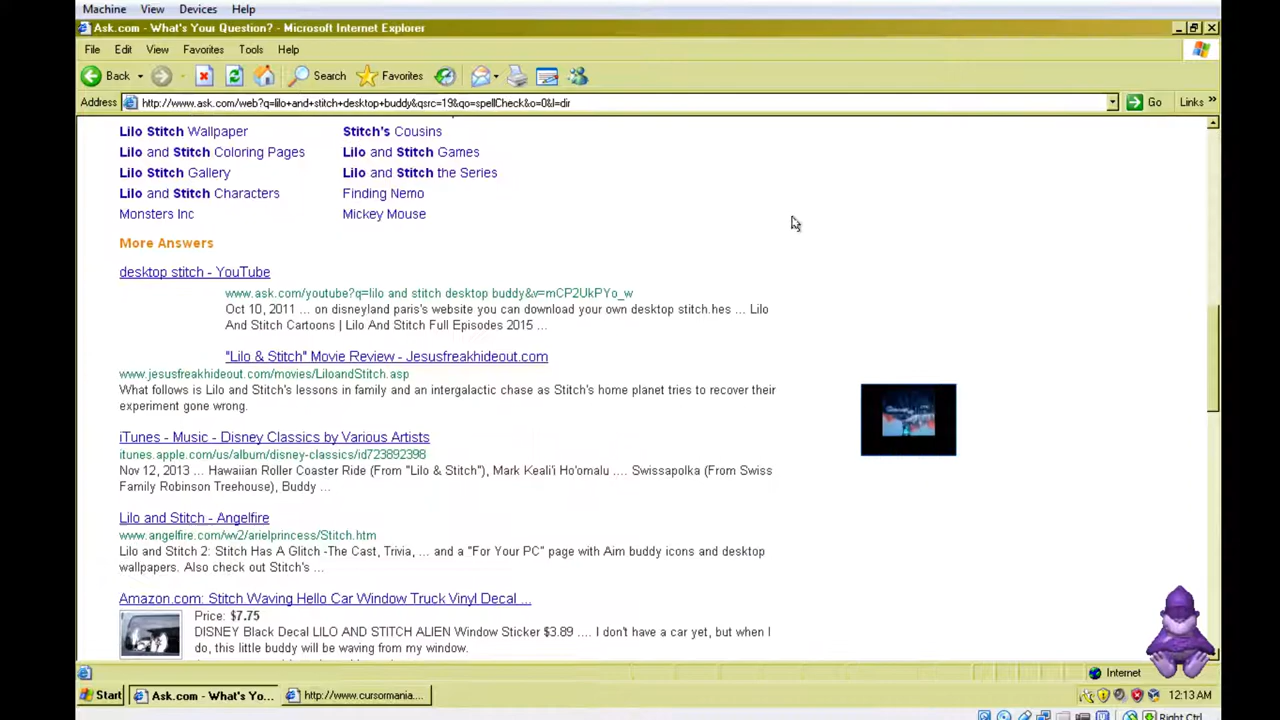 Machine View Devices Help
Ask.com - What's Your Question? - Microsoft Internet Explorer
File Edit View Favorites Tools Help
Back Search Favorites
Address http://www.ask.com/web?q=lilo+and+stitch+desktop+buddy&qsrc=19&qo=spellCheck&o=0&l=dir Go Links »
Lilo Stitch Wallpaper Stitch's Cousins
Lilo and Stitch Coloring Pages Lilo and Stitch Games
Lilo Stitch Gallery Lilo and Stitch the Series
Lilo and Stitch Characters Finding Nemo
Monsters Inc Mickey Mouse
More Answers
desktop stitch - YouTube
www.ask.com/youtube?q=lilo and stitch desktop buddy&v=mCP2UkPYo_w
Oct 10, 2011 ... on disneyland paris's website you can download your own desktop stitch.hes ... Lilo
And Stitch Cartoons | Lilo And Stitch Full Episodes 2015 ...
"Lilo & Stitch" Movie Review - Jesusfreakhideout.com
www.jesusfreakhideout.com/movies/LiloandStitch.asp
What follows is Lilo and Stitch's lessons in family and an intergalactic chase as Stitch's home planet tries to recover their
experiment gone wrong.
iTunes - Music - Disney Classics by Various Artists
itunes.apple.com/us/album/disney-classics/id723892398
Nov 12, 2013 ... Hawaiian Roller Coaster Ride (From "Lilo & Stitch"), Mark Keali'i Ho'omalu .... Swissapolka (From Swiss
Family Robinson Treehouse), Buddy ...
Lilo and Stitch - Angelfire
www.angelfire.com/wv2/arielprincess/Stitch.htm
Lilo and Stitch 2: Stitch Has A Glitch -The Cast, Trivia, ... and a "For Your PC" page with Aim buddy icons and desktop
wallpapers. Also check out Stitch's ...
Amazon.com: Stitch Waving Hello Car Window Truck Vinyl Decal ...
Price: $7.75
DISNEY Black Decal LILO AND STITCH ALIEN Window Sticker $3.89 .... I don't have a car yet, but when I
do, this little buddy will be waving from my window.
Internet
Start Ask.com - What's Yo... http://www.cursormania.... 12:13 AM
Right Ctrl